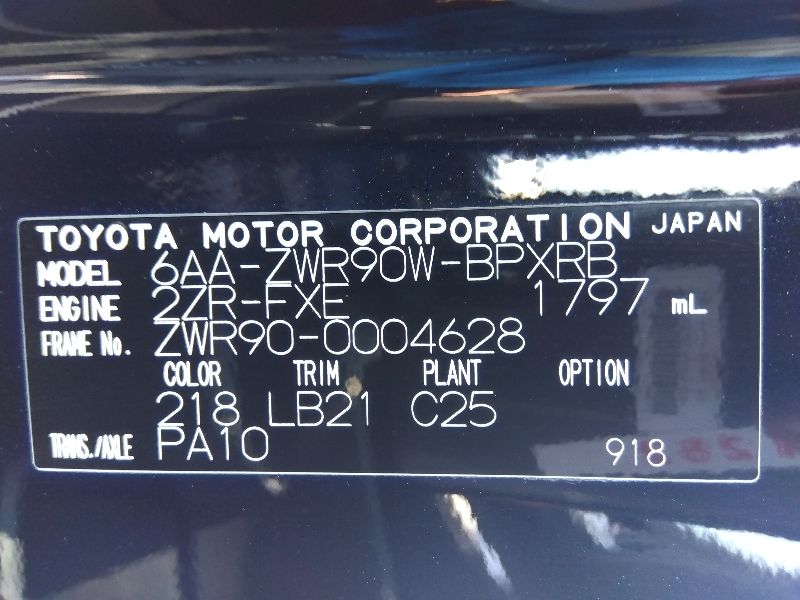 TOYOTA MOTOR CORPORATION JAPAN
MODEL 6AA-ZWR90W-BPXRB
ENGINE 2ZR-FXE 1797 mL
FRAME No. ZWR90-0004628
COLOR TRIM PLANT OPTION
218 LB21 C25
TRANS./AXLE PA10 918